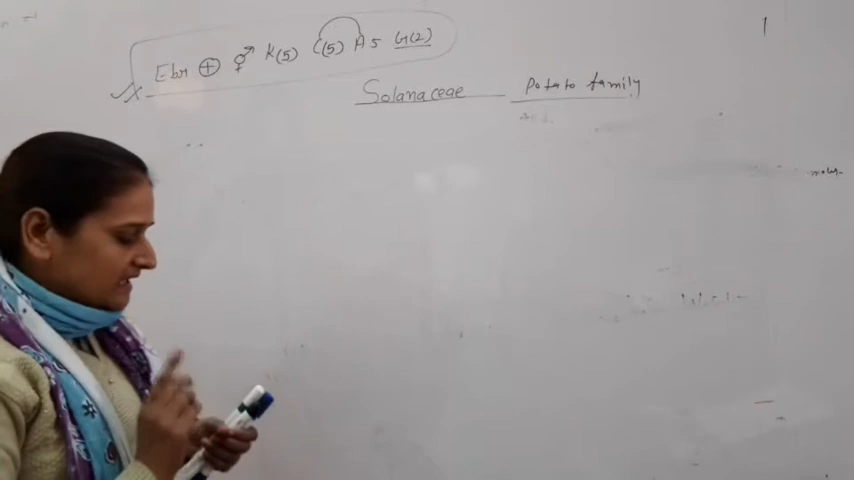 Ebr ⊕ ⚥ K(5) C(5) A5 G(2)
Solanaceae Potato family